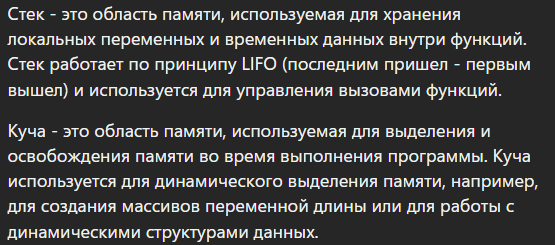 Стек - это область памяти, используемая для хранения
локальных переменных и временных данных внутри функций.
Стек работает по принципу LIFO (последним пришел - первым
вышел) и используется для управления вызовами функций.
Куча - это область памяти, используемая для выделения и
освобождения памяти во время выполнения программы. Куча
используется для динамического выделения памяти, например,
для создания массивов переменной длины или для работы с
динамическими структурами данных.